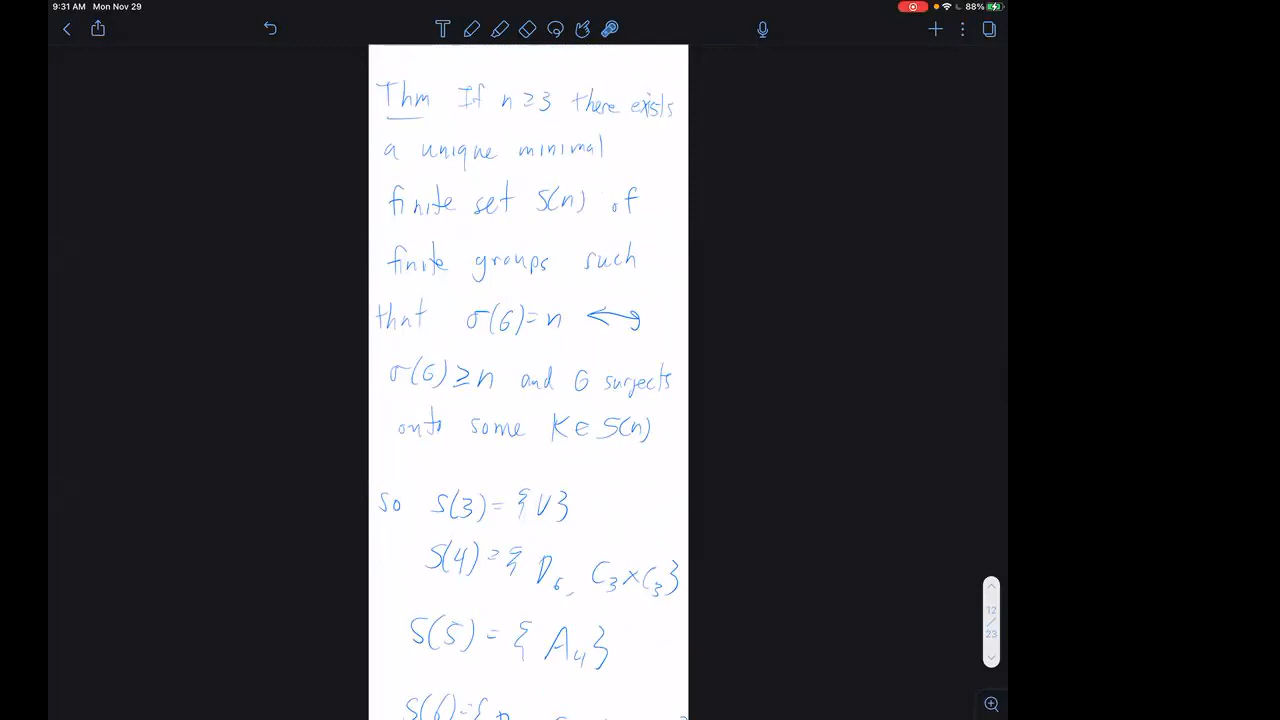 9:31 AM Mon Nov 29
88%
Thm If n ≥ 3 there exists
a unique minimal
finite set S(n) of
finite groups such
that σ(G)=n ↔
σ(G) ≥ n and G surjects
onto some K ∈ S(n)
so S(3) = {V}
S(4) = { D₆, C₃×C₃}
S(5) = { A₄}
S(6)={
12
/
23